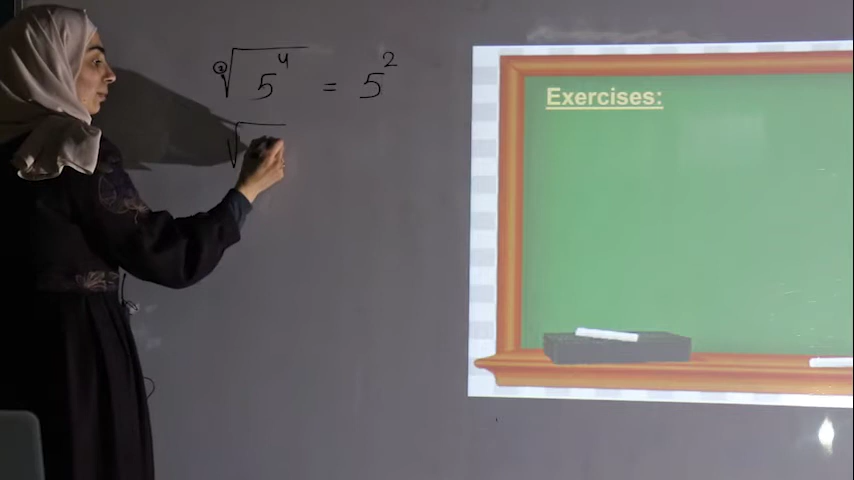 ②√5⁴ = 5²
√
Exercises: